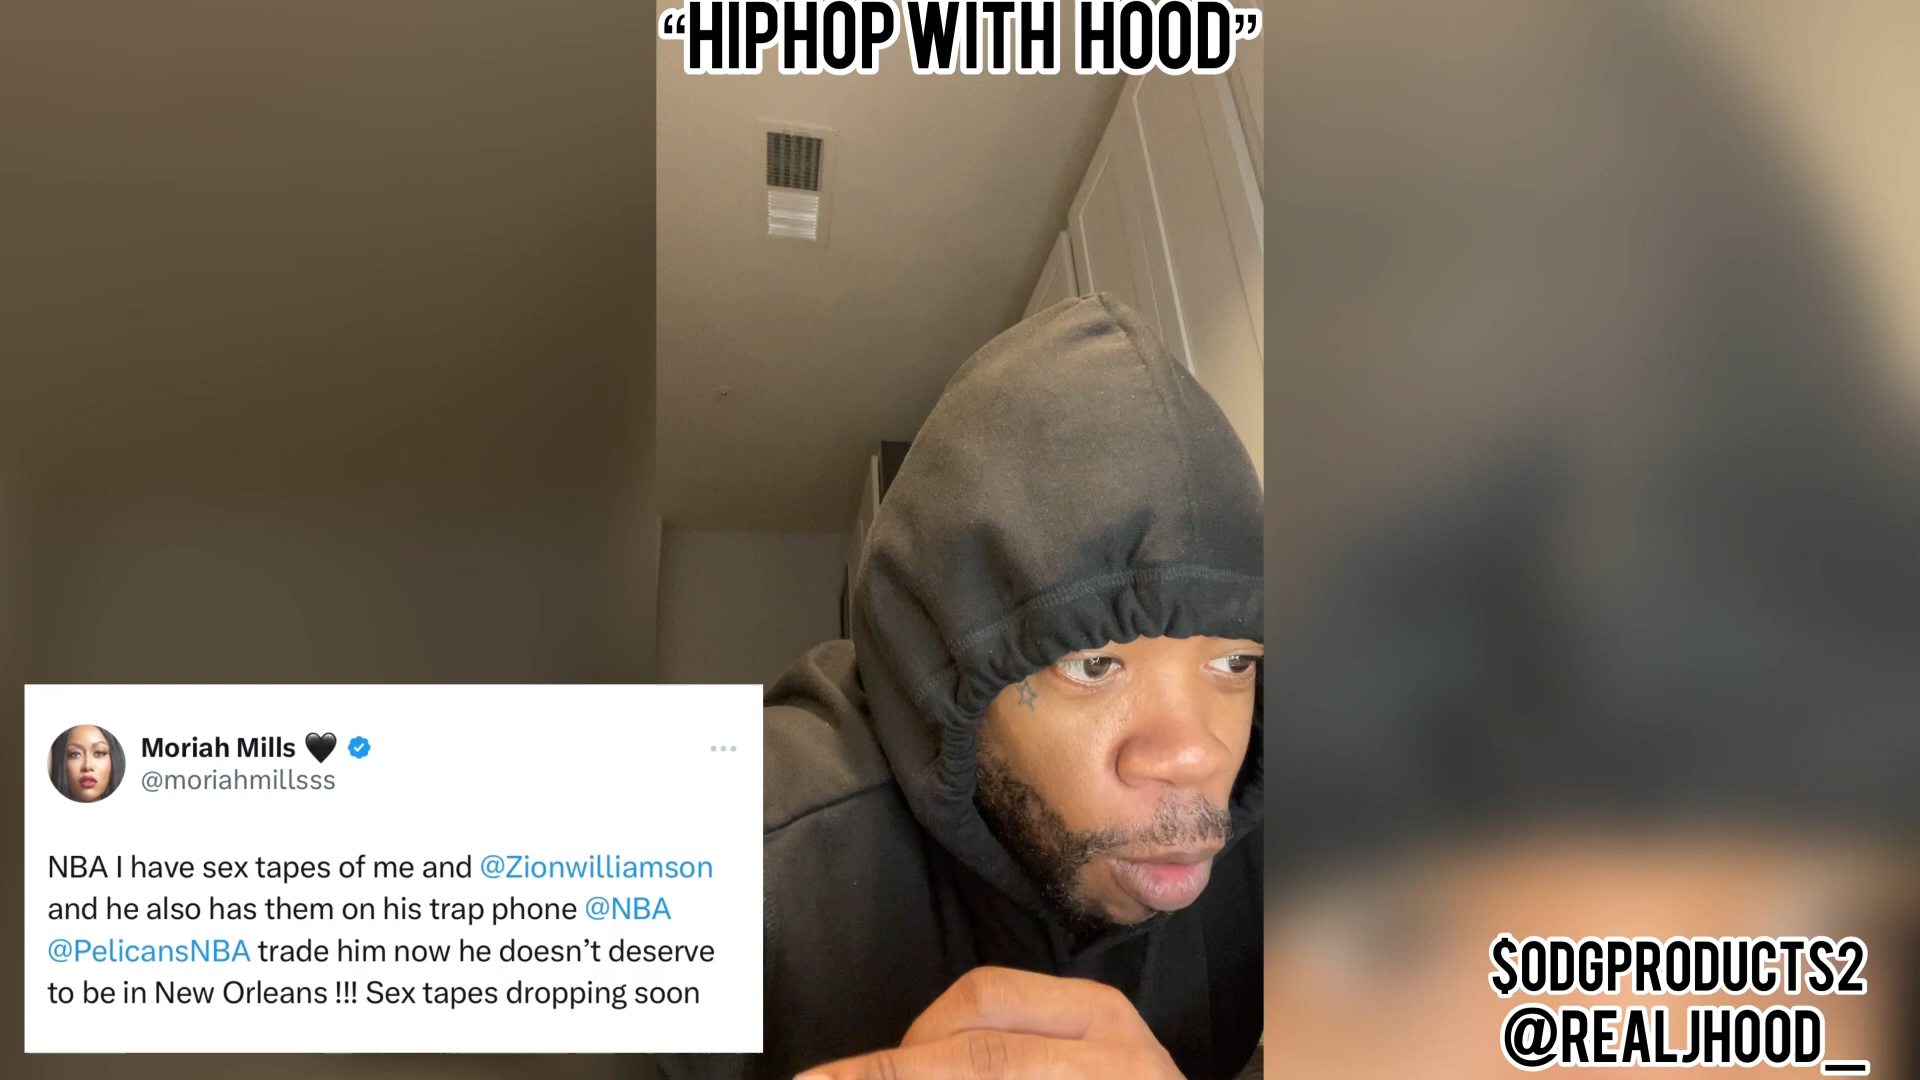 “HIPHOP WITH HOOD”
Moriah Mills 🖤
@moriahmillsss
NBA I have sex tapes of me and @Zionwilliamson
and he also has them on his trap phone @NBA
@PelicansNBA trade him now he doesn’t deserve
to be in New Orleans !!! Sex tapes dropping soon
$ODGPRODUCTS2
@REALJHOOD_